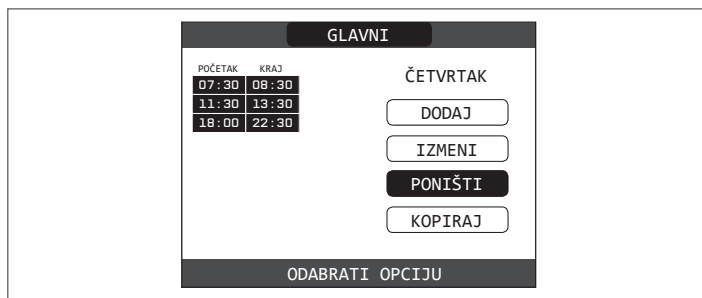 GLAVNI
POČETAK KRAJ
07:30 08:30
11:30 13:30
18:00 22:30
ČETVRTAK
DODAJ
IZMENI
PONIŠTI
KOPIRAJ
ODABRATI OPCIJU